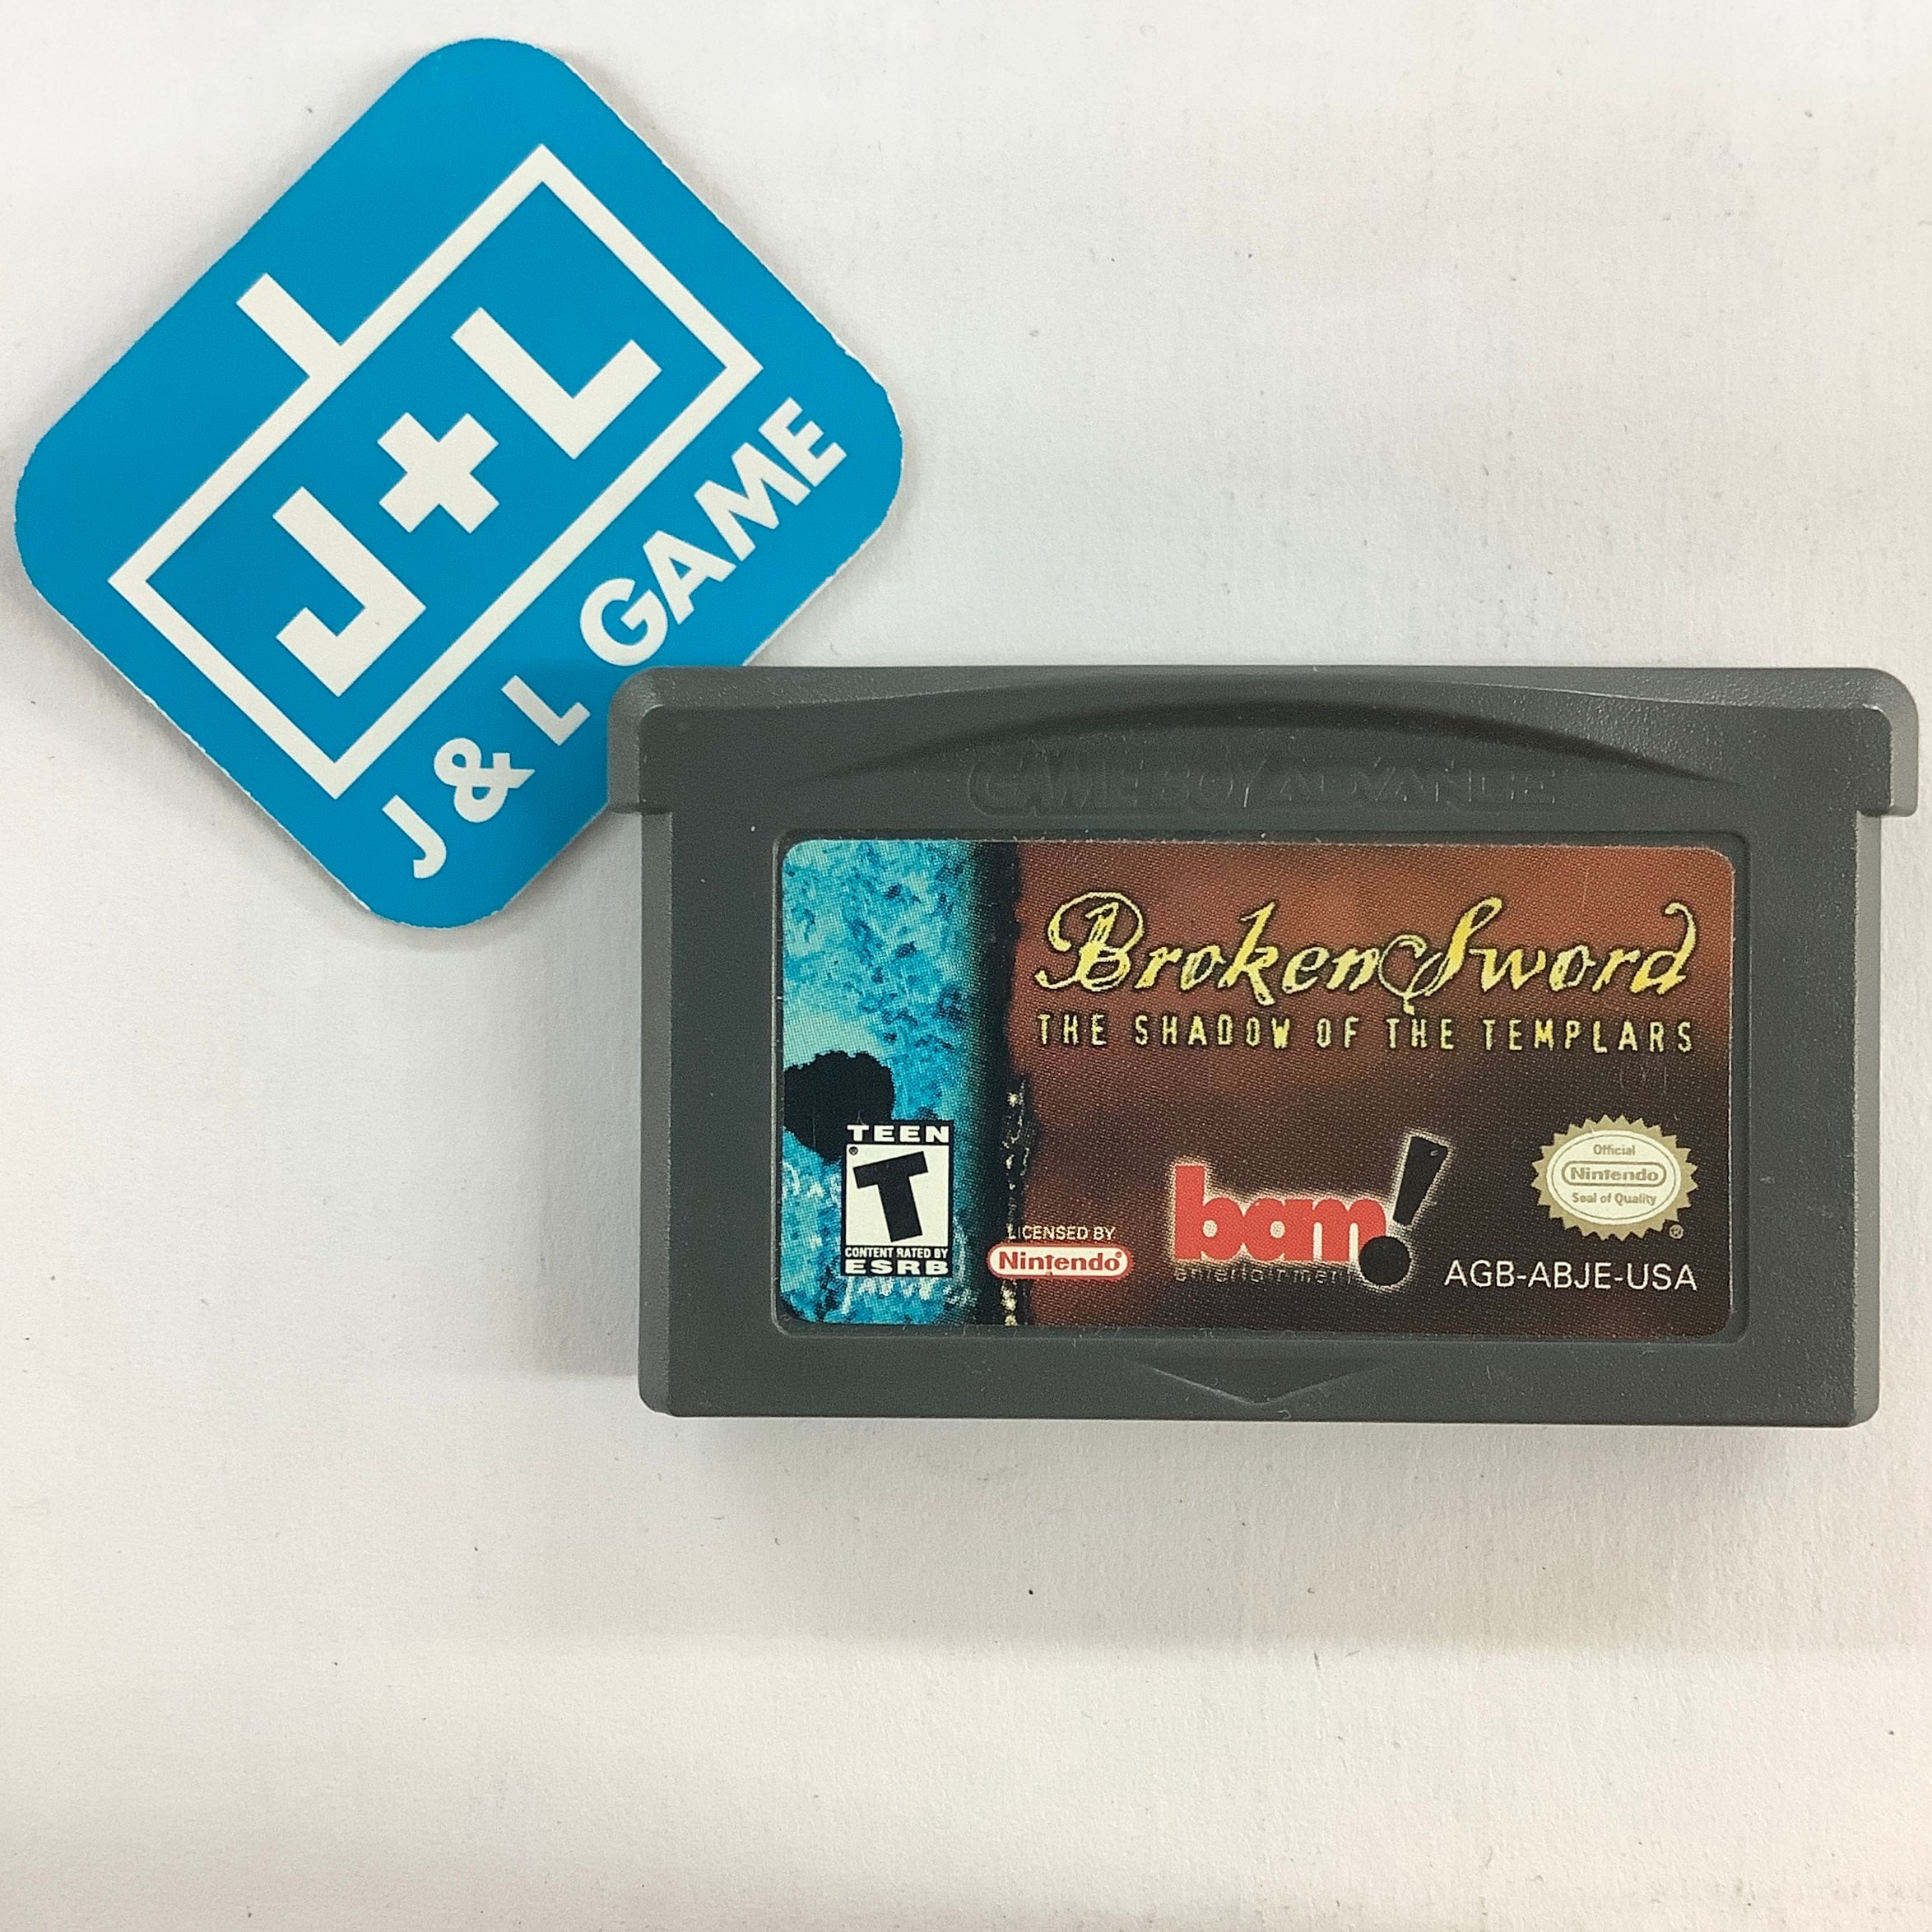 J+L
J & L GAME
GAME BOY ADVANCE
Broken Sword
THE SHADOW OF THE TEMPLARS
TEEN
T
CONTENT RATED BY
ESRB
LICENSED BY
Nintendo®
bam!
entertainment
Official
Nintendo
Seal of Quality
®
AGB-ABJE-USA